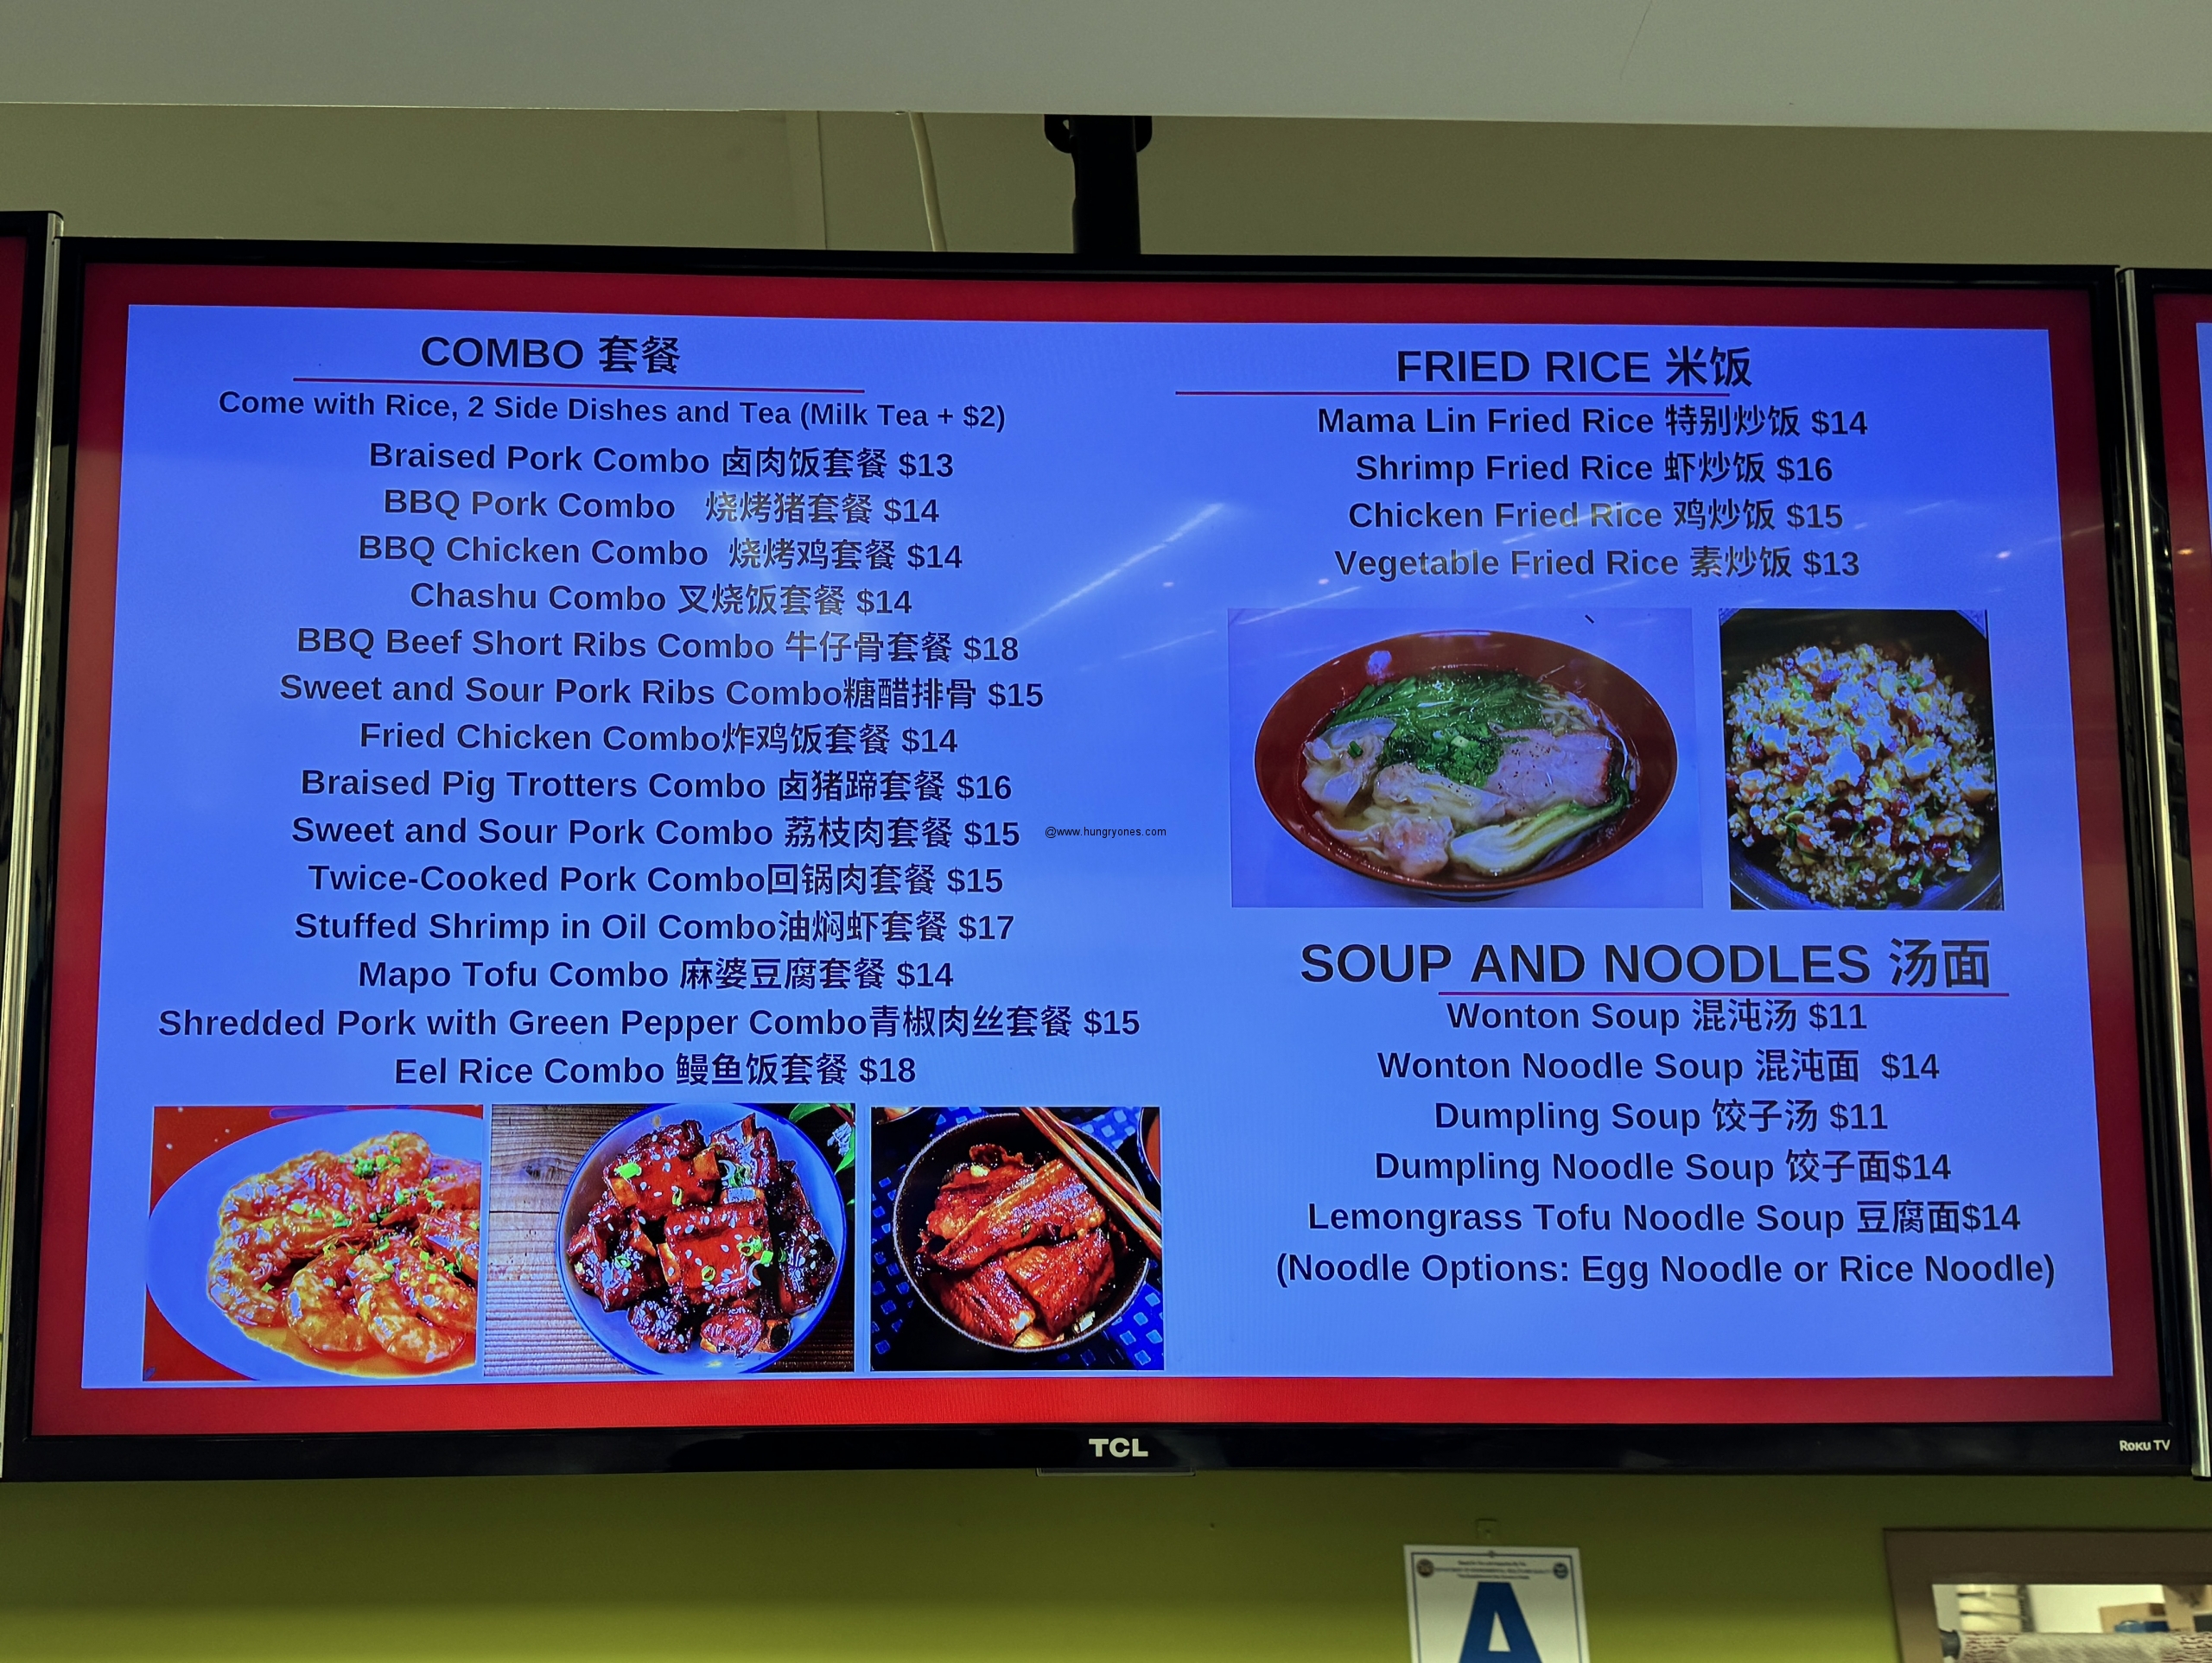 COMBO 套餐
Come with Rice, 2 Side Dishes and Tea (Milk Tea + $2)
Braised Pork Combo 卤肉饭套餐 $13
BBQ Pork Combo 烧烤猪套餐 $14
BBQ Chicken Combo 烧烤鸡套餐 $14
Chashu Combo 叉烧饭套餐 $14
BBQ Beef Short Ribs Combo 牛仔骨套餐 $18
Sweet and Sour Pork Ribs Combo糖醋排骨 $15
Fried Chicken Combo炸鸡饭套餐 $14
Braised Pig Trotters Combo 卤猪蹄套餐 $16
Sweet and Sour Pork Combo 荔枝肉套餐 $15
Twice-Cooked Pork Combo回锅肉套餐 $15
Stuffed Shrimp in Oil Combo油焖虾套餐 $17
Mapo Tofu Combo 麻婆豆腐套餐 $14
Shredded Pork with Green Pepper Combo青椒肉丝套餐 $15
Eel Rice Combo 鳗鱼饭套餐 $18
@www.hungryones.com
FRIED RICE 米饭
Mama Lin Fried Rice 特别炒饭 $14
Shrimp Fried Rice 虾炒饭 $16
Chicken Fried Rice 鸡炒饭 $15
Vegetable Fried Rice 素炒饭 $13
SOUP AND NOODLES 汤面
Wonton Soup 混沌汤 $11
Wonton Noodle Soup 混沌面 $14
Dumpling Soup 饺子汤 $11
Dumpling Noodle Soup 饺子面$14
Lemongrass Tofu Noodle Soup 豆腐面$14
(Noodle Options: Egg Noodle or Rice Noodle)
TCL
Roku TV
A